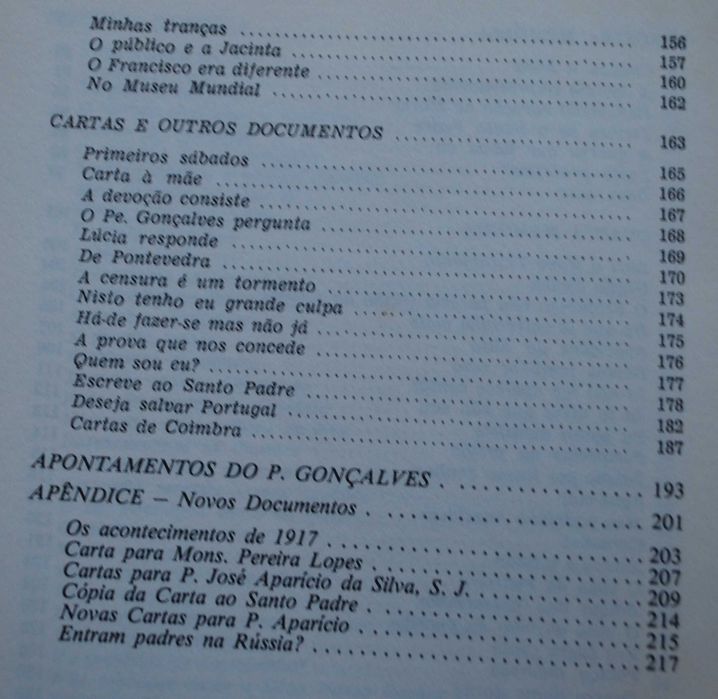 Minhas tranças ........................................ 156
O público e a Jacinta ........................................ 157
O Francisco era diferente ........................................ 160
No Museu Mundial ........................................ 162
CARTAS E OUTROS DOCUMENTOS ........................................ 163
Primeiros sábados ........................................ 165
Carta à mãe ........................................ 166
A devoção consiste ........................................ 167
O Pe. Gonçalves pergunta ........................................ 168
Lúcia responde ........................................ 169
De Pontevedra ........................................ 170
A censura é um tormento ........................................ 173
Nisto tenho eu grande culpa ........................................ 174
Há-de fazer-se mas não já ........................................ 175
A prova que nos concede ........................................ 176
Quem sou eu? ........................................ 177
Escreve ao Santo Padre ........................................ 178
Deseja salvar Portugal ........................................ 182
Cartas de Coimbra ........................................ 187
APONTAMENTOS DO P. GONÇALVES . .................... 193
APÊNDICE — Novos Documentos . .................... 201
Os acontecimentos de 1917 .............................. 203
Carta para Mons. Pereira Lopes .............................. 207
Cartas para P. José Aparício da Silva, S. J. .................... 209
Cópia da Carta ao Santo Padre .............................. 214
Novas Cartas para P. Aparício .............................. 215
Entram padres na Rússia? .............................. 217